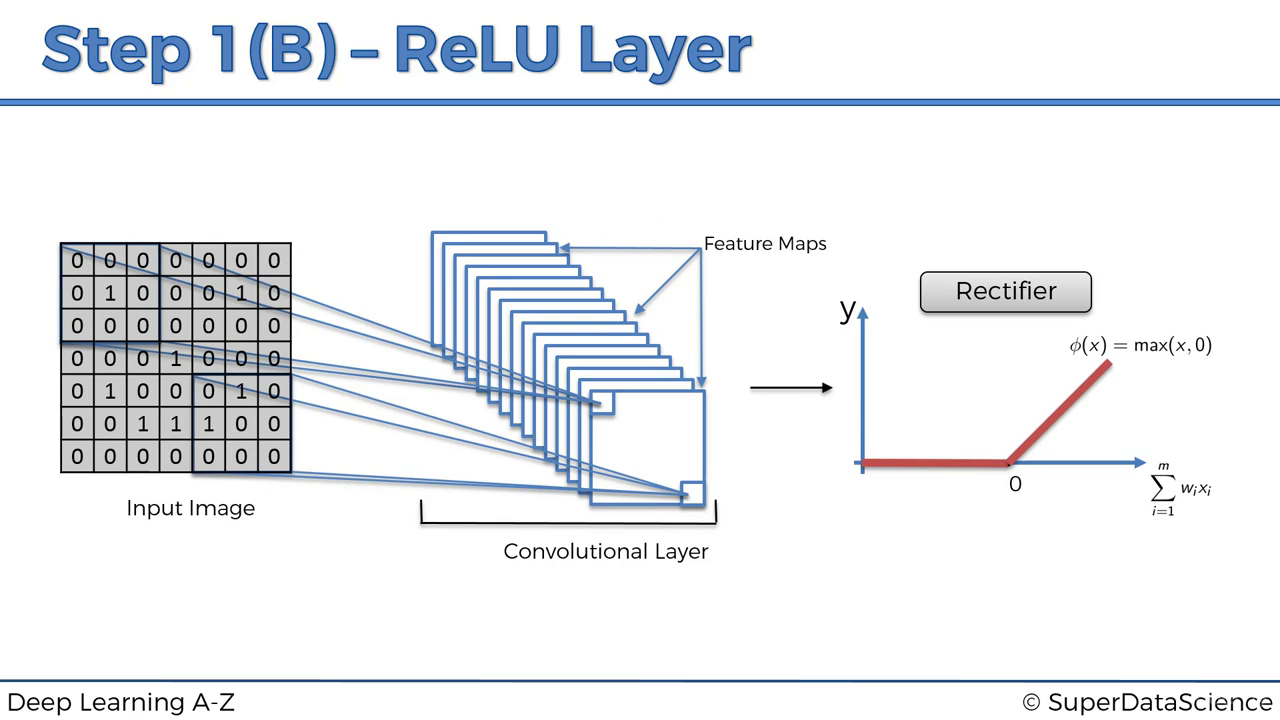 Step 1(B) – ReLU Layer
0 0 0 0 0 0 0
0 1 0 0 0 1 0
0 0 0 0 0 0 0
0 0 0 1 0 0 0
0 1 0 0 0 1 0
0 0 1 1 1 0 0
0 0 0 0 0 0 0
Input Image
Feature Maps
Convolutional Layer
Rectifier
y
ϕ(x) = max(x, 0)
0
m
∑ wᵢxᵢ
i=1
Deep Learning A-Z
© SuperDataScience